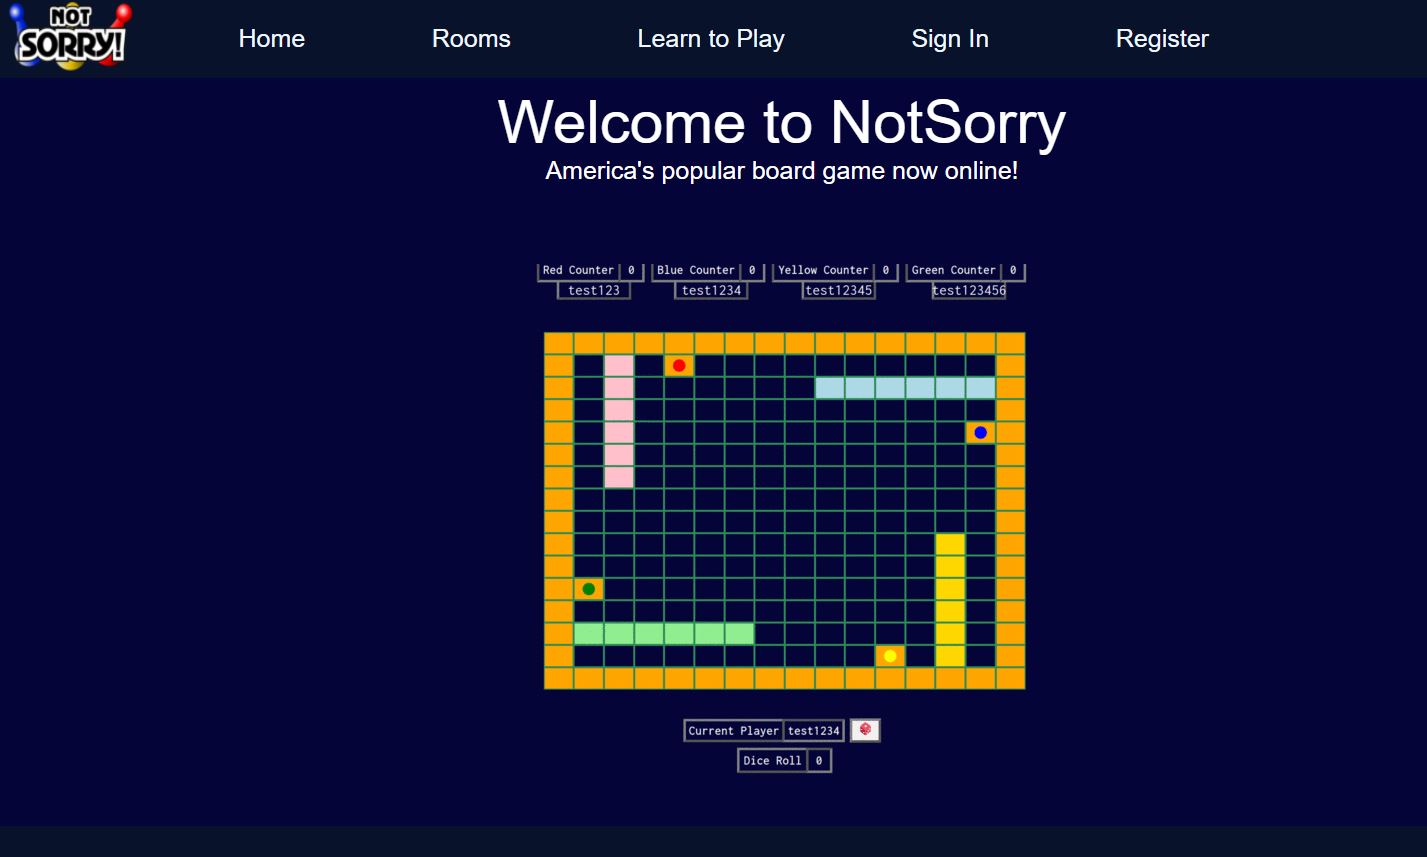 NOT
SORRY!
Home Rooms Learn to Play Sign In Register
Welcome to NotSorry
America's popular board game now online!
Red Counter 0 Blue Counter 0 Yellow Counter 0 Green Counter 0
test123 test1234 test12345 test123456
Current Player test1234
Dice Roll 0